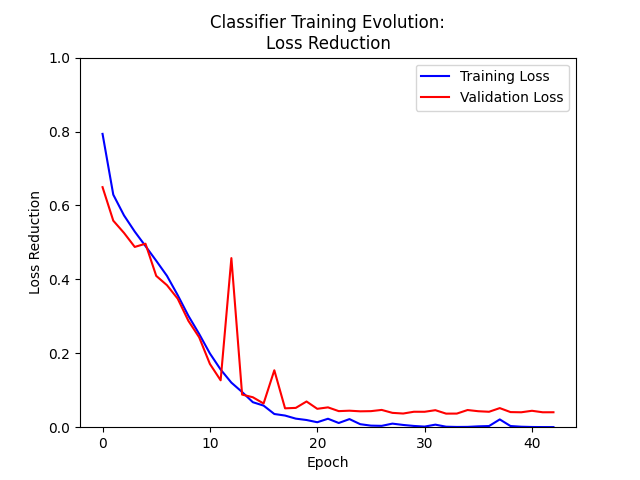 Classifier Training Evolution:
Loss Reduction
1.0
0.8
0.6
0.4
0.2
0.0
Loss Reduction
Training Loss
Validation Loss
0
10
20
30
40
Epoch